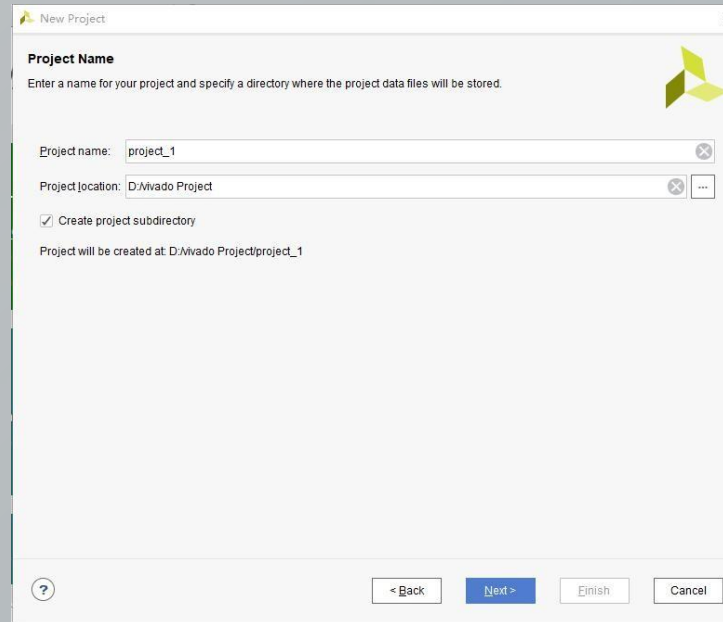 New Project
Project Name
Enter a name for your project and specify a directory where the project data files will be stored.
Project name: project_1
Project location: D:/vivado Project
...
Create project subdirectory
Project will be created at: D:/vivado Project/project_1
?
< Back
Next >
Finish
Cancel